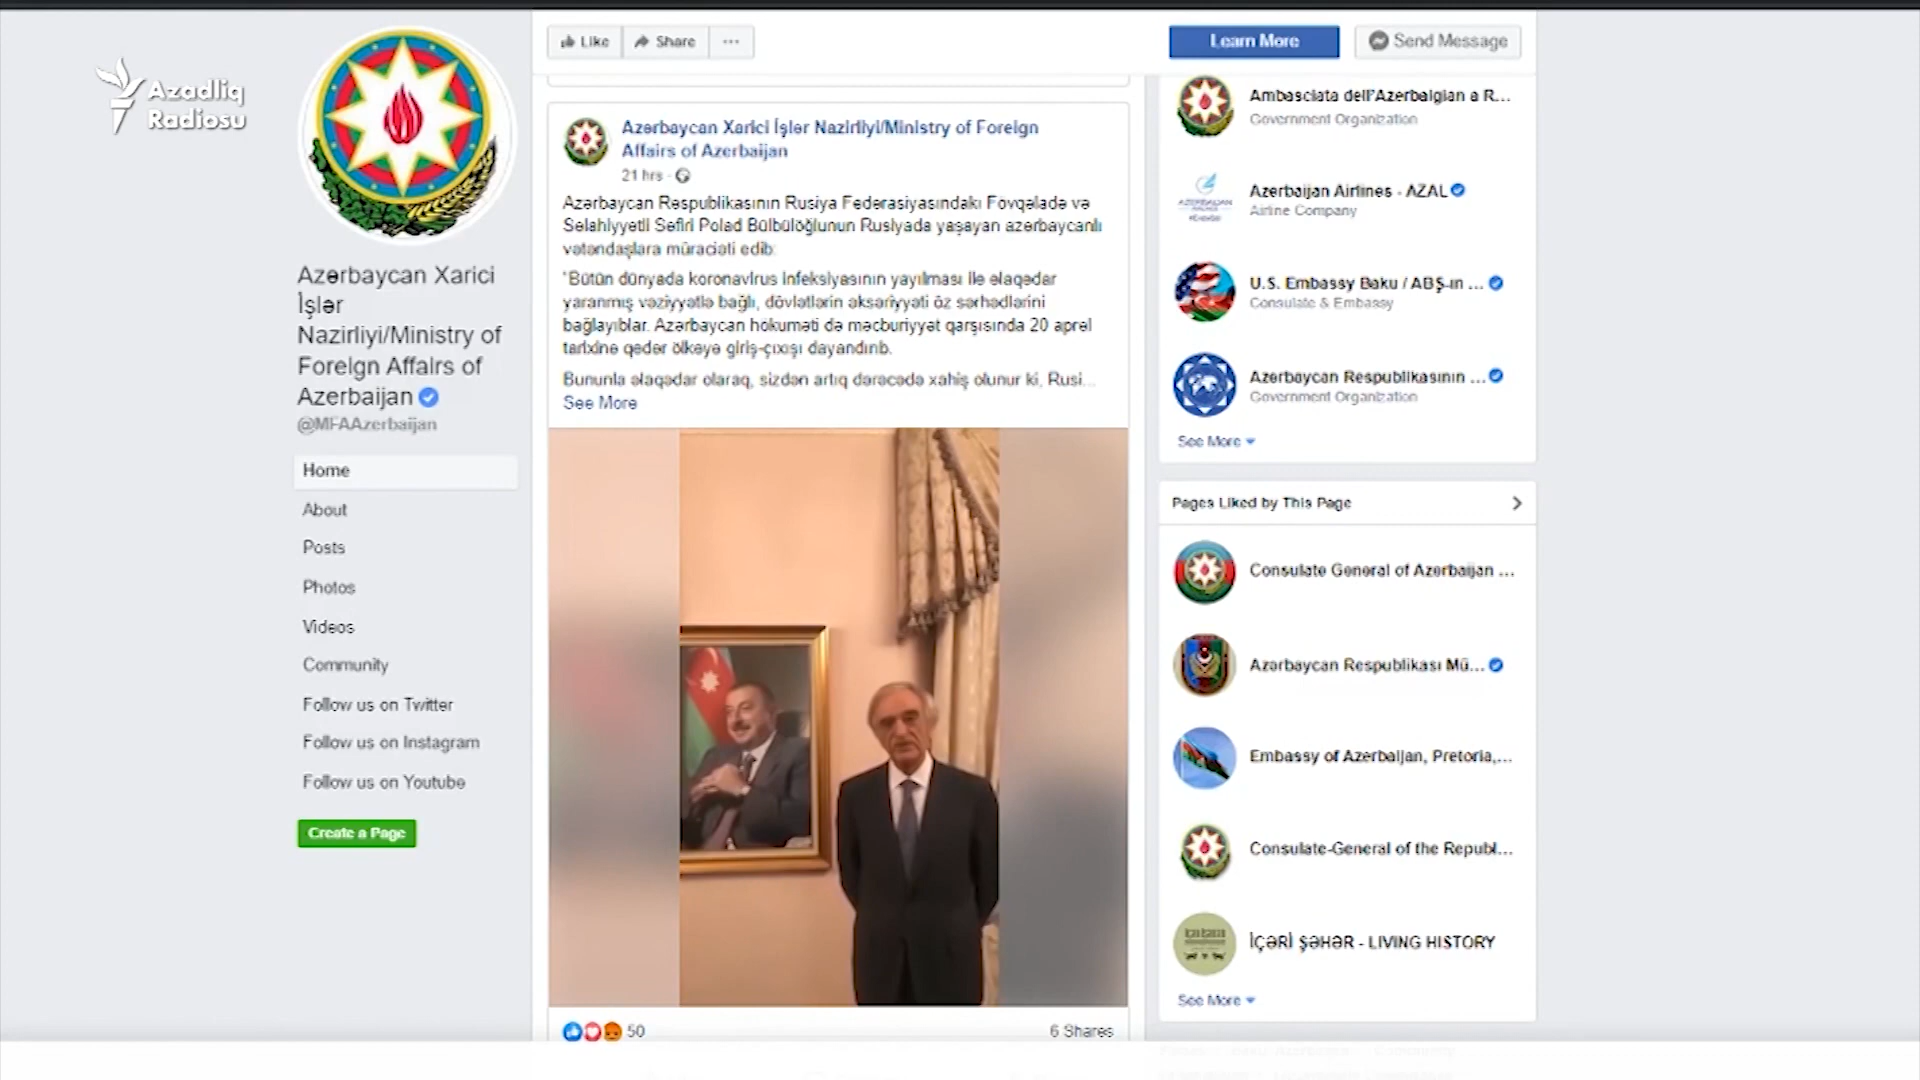 Azadlıq
Radiosu
Azərbaycan Xarici
İşlər
Nazirliyi/Ministry of
Foreign Affairs of
Azerbaijan
@MFAAzerbaijan
Home
About
Posts
Photos
Videos
Community
Follow us on Twitter
Follow us on Instagram
Follow us on Youtube
Create a Page
Like
Share
...
Learn More
Send Message
Azərbaycan Xarici İşlər Nazirliyi/Ministry of Foreign
Affairs of Azerbaijan
21 hrs ·
Azərbaycan Respublikasının Rusiya Federasiyasındakı Fövqəladə və
Səlahiyyətli Səfiri Polad Bülbüloğlunun Rusiyada yaşayan azərbaycanlı
vətəndaşlara müraciəti edib:
"Bütün dünyada koronavirus infeksiyasının yayılması ilə əlaqədar
yaranmış vəziyyətlə bağlı, dövlətlərin əksəriyyəti öz sərhədlərini
bağlayıblar. Azərbaycan hökuməti də məcburiyyət qarşısında 20 aprel
tarixinə qədər ölkəyə giriş-çıxışı dayandırıb.
Bununla əlaqədar olaraq, sizdən artıq dərəcədə xahiş olunur ki, Rusi...
See More
50
6 Shares
Ambasciata dell'Azerbaigian a R...
Government Organization
Azerbaijan Airlines - AZAL
Airline Company
U.S. Embassy Baku / ABŞ-ın ...
Consulate & Embassy
Azərbaycan Respublikasının ...
Government Organization
See More
Pages Liked by This Page
Consulate General of Azerbaijan ...
Azərbaycan Respublikası Mü...
Embassy of Azerbaijan, Pretoria,...
Consulate-General of the Republ...
İÇƏRİ ŞƏHƏR - LIVING HISTORY
See More